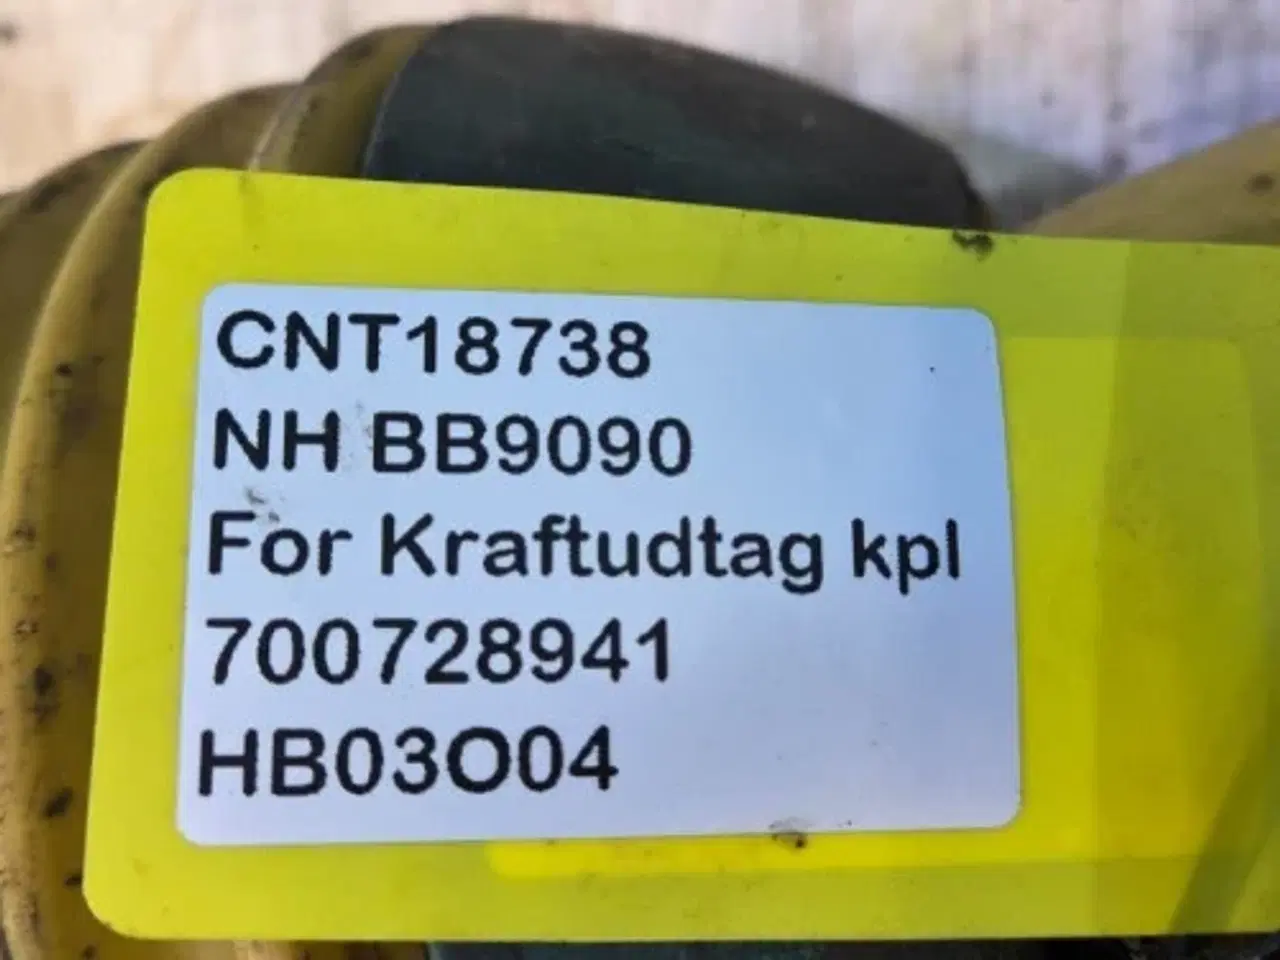 CNT18738
NH BB9090
For Kraftudtag kpl
700728941
HB03O04